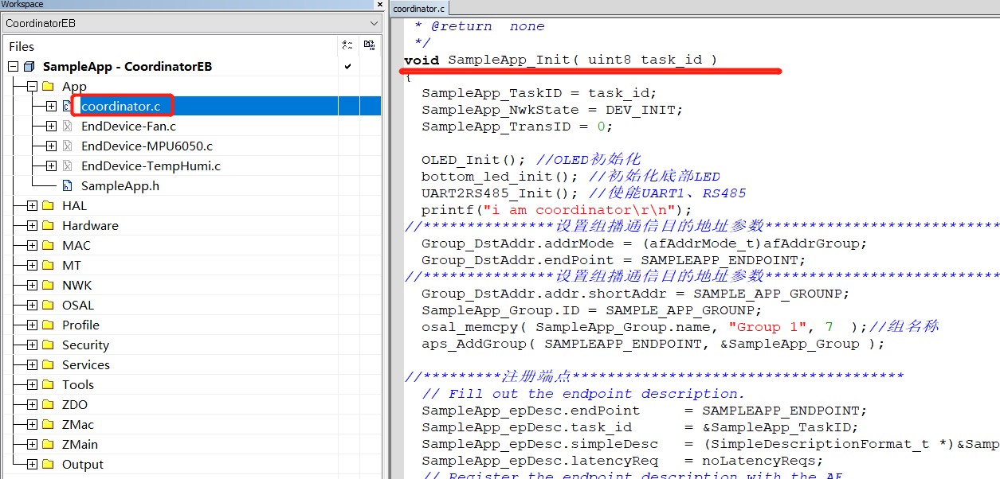 Workspace
CoordinatorEB
Files
SampleApp - CoordinatorEB
App
coordinator.c
EndDevice-Fan.c
EndDevice-MPU6050.c
EndDevice-TempHumi.c
SampleApp.h
HAL
Hardware
MAC
MT
NWK
OSAL
Profile
Security
Services
Tools
ZDO
ZMac
ZMain
Output
coordinator.c
* @return  none
*/
void SampleApp_Init( uint8 task_id )
{
SampleApp_TaskID = task_id;
SampleApp_NwkState = DEV_INIT;
SampleApp_TransID = 0;
OLED_Init(); //OLED初始化
bottom_led_init(); //初始化底部LED
UART2RS485_Init(); //使能UART1、RS485
printf("i am coordinator\r\n");
//***************设置组播通信目的地址参数***************************
Group_DstAddr.addrMode = (afAddrMode_t)afAddrGroup;
Group_DstAddr.endPoint = SAMPLEAPP_ENDPOINT;
//***************设置组播通信目的地址参数***************************
Group_DstAddr.addr.shortAddr = SAMPLE_APP_GROUNP;
SampleApp_Group.ID = SAMPLE_APP_GROUNP;
osal_memcpy( SampleApp_Group.name, "Group 1", 7  );//组名称
aps_AddGroup( SAMPLEAPP_ENDPOINT, &SampleApp_Group );
//*********注册端点**************************************
// Fill out the endpoint description.
SampleApp_epDesc.endPoint     = SAMPLEAPP_ENDPOINT;
SampleApp_epDesc.task_id      = &SampleApp_TaskID;
SampleApp_epDesc.simpleDesc   = (SimpleDescriptionFormat_t *)&Samp
SampleApp_epDesc.latencyReq   = noLatencyReqs;
// Register the endpoint description with the AF